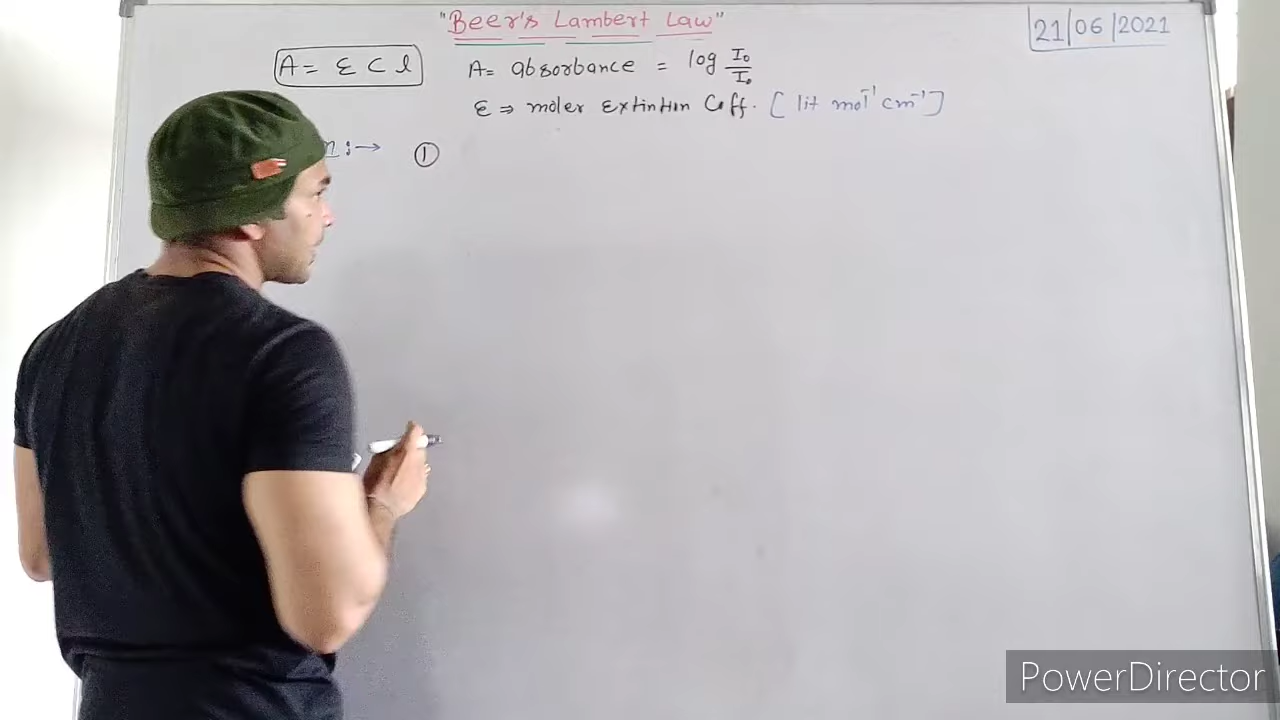 "Beer's Lambert Law"
21/06/2021
A = ε C l
A = absorbance = log I₀/I₀
ε ⇒ moler Extintion Coff. [ lit mol⁻¹ cm⁻¹ ]
:→ ①
PowerDirector